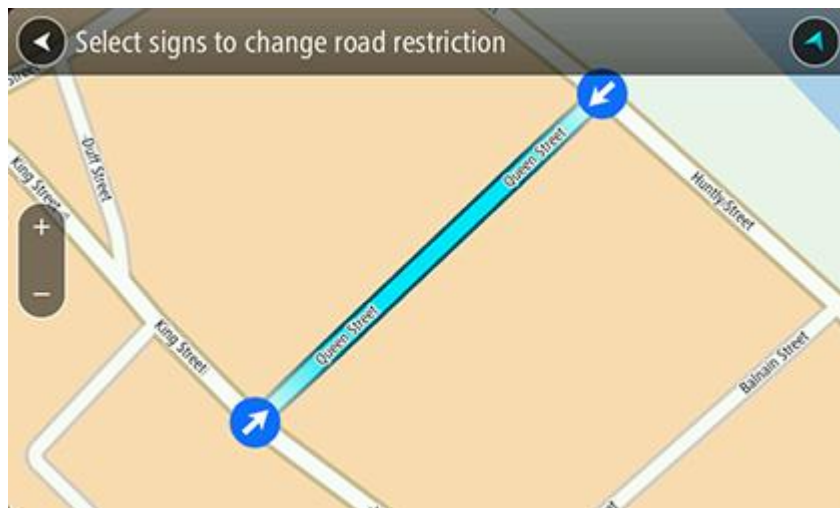 Select signs to change road restriction
Street
Duff Street
King Street
Queen Street
Huntly Street
+
−
Queen Street
King Street
Balnain Street